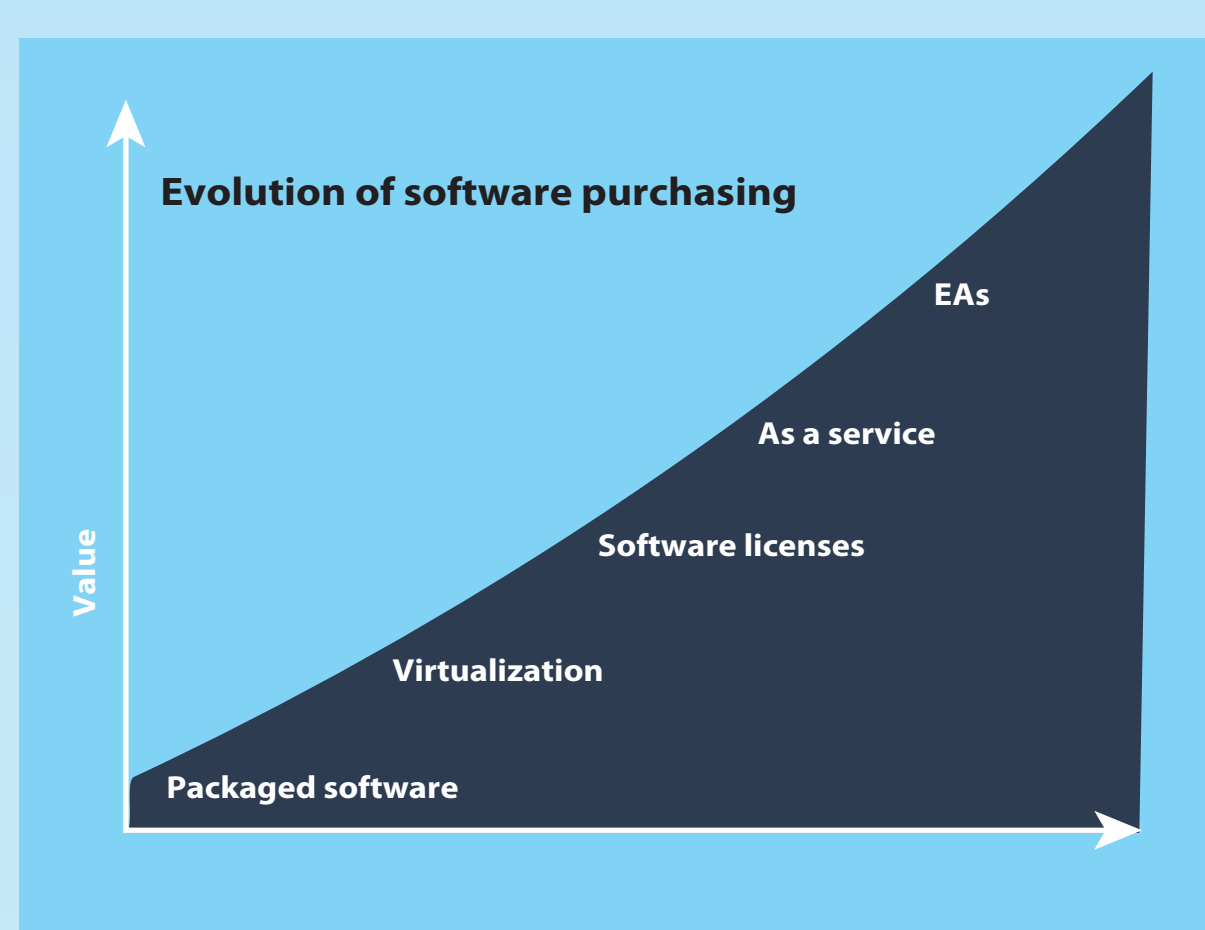 Evolution of software purchasing
EAs
As a service
Software licenses
Value
Virtualization
Packaged software